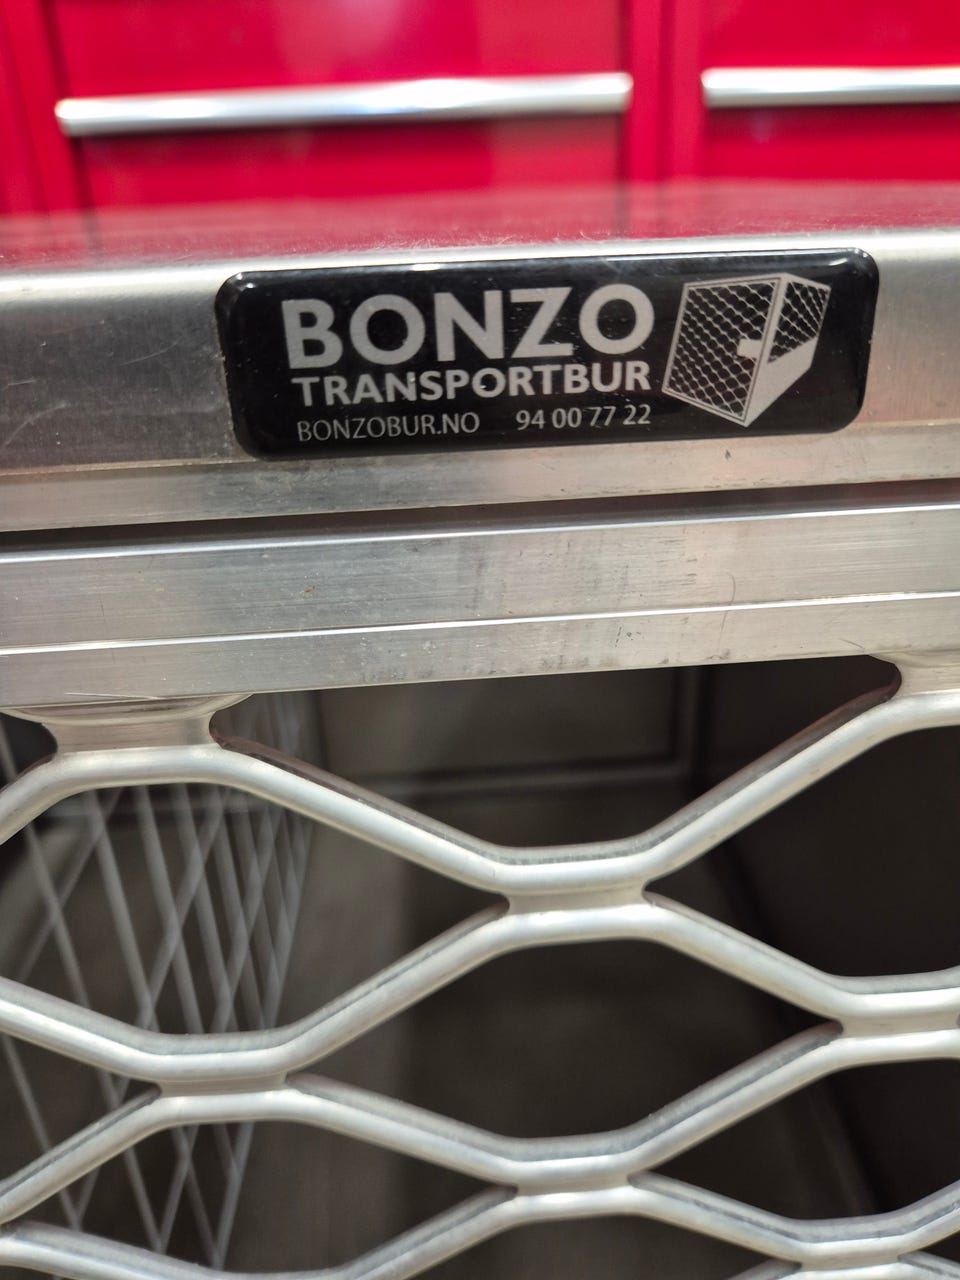 BONZO
TRANSPORTBUR
BONZOBUR.NO 94 00 77 22